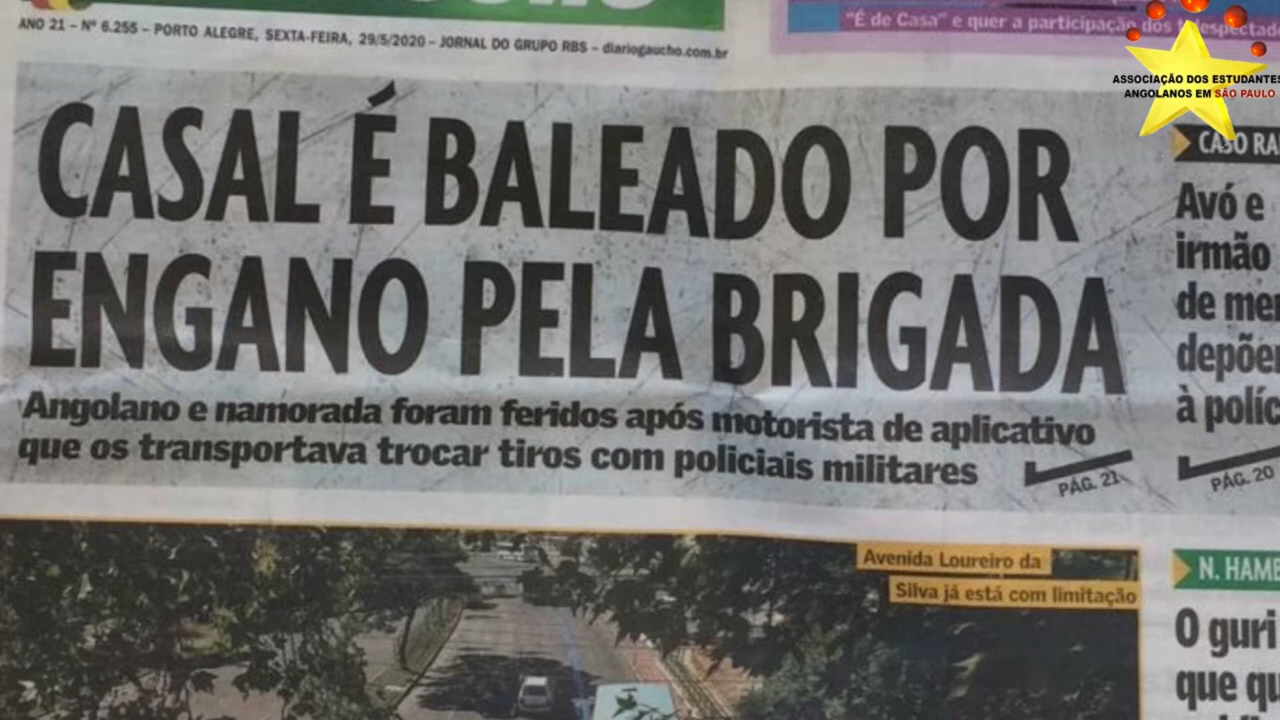 ANO 21 – Nº 6.255 – PORTO ALEGRE, SEXTA-FEIRA, 29/5/2020 – JORNAL DO GRUPO RBS – diariogaucho.com.br
"É de Casa" e quer a participação dos
ASSOCIAÇÃO DOS ESTUDANTES
ANGOLANOS EM SÃO PAULO
CASAL É BALEADO POR
ENGANO PELA BRIGADA
Angolano e namorada foram feridos após motorista de aplicativo
que os transportava trocar tiros com policiais militares
PÁG. 21
CASO
Avó e
irmão
de
à
PÁG. 20
Avenida Loureiro da
Silva já está com limitação
N.
O guri
que